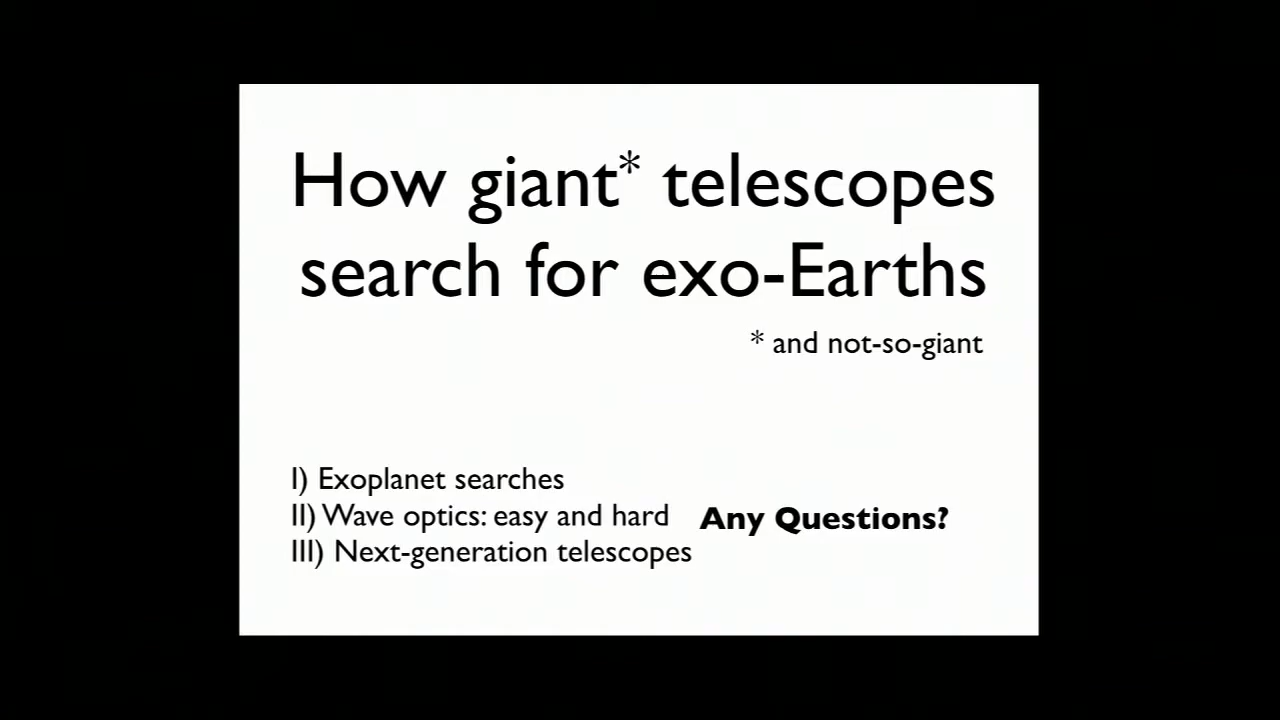 How giant* telescopes
search for exo-Earths
* and not-so-giant
I) Exoplanet searches
II) Wave optics: easy and hard
III) Next-generation telescopes
Any Questions?